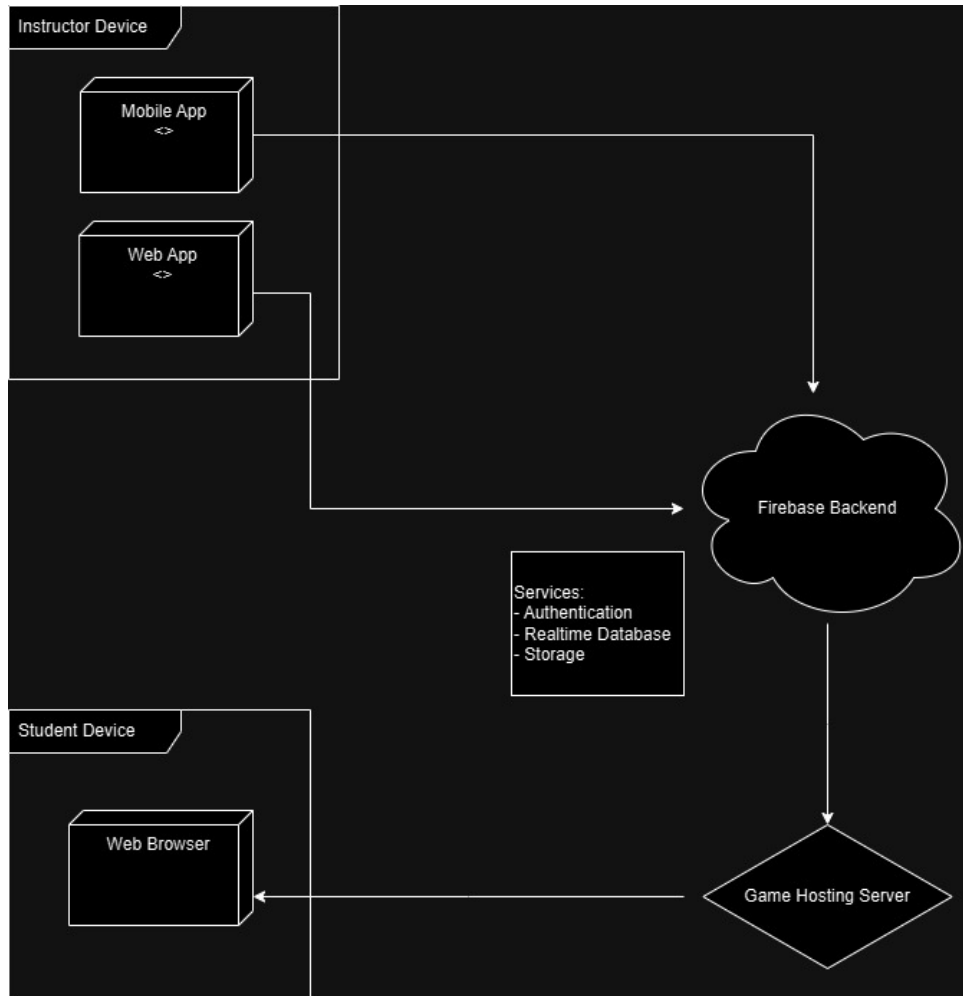 Instructor Device
Mobile App
<>
Web App
<>
Firebase Backend
Services:
- Authentication
- Realtime Database
- Storage
Student Device
Web Browser
Game Hosting Server